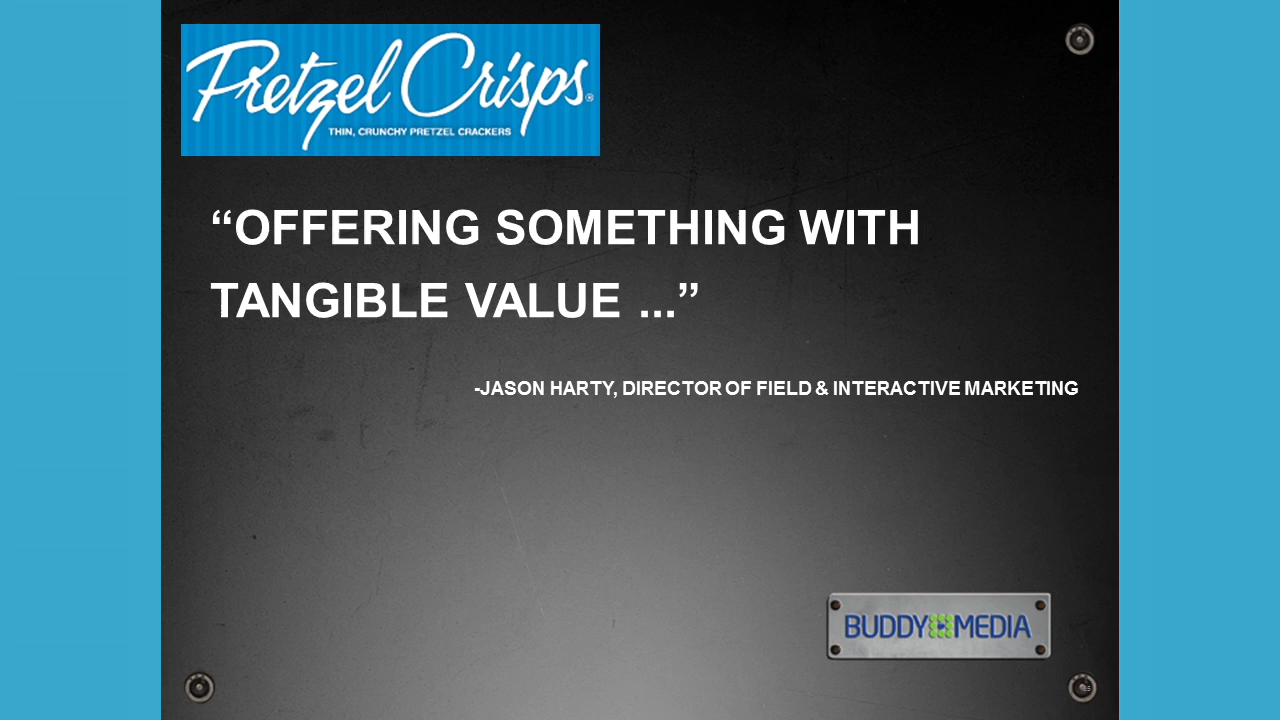 Pretzel Crisps®
THIN, CRUNCHY PRETZEL CRACKERS
“OFFERING SOMETHING WITH
TANGIBLE VALUE ...”
-JASON HARTY, DIRECTOR OF FIELD & INTERACTIVE MARKETING
BUDDY MEDIA